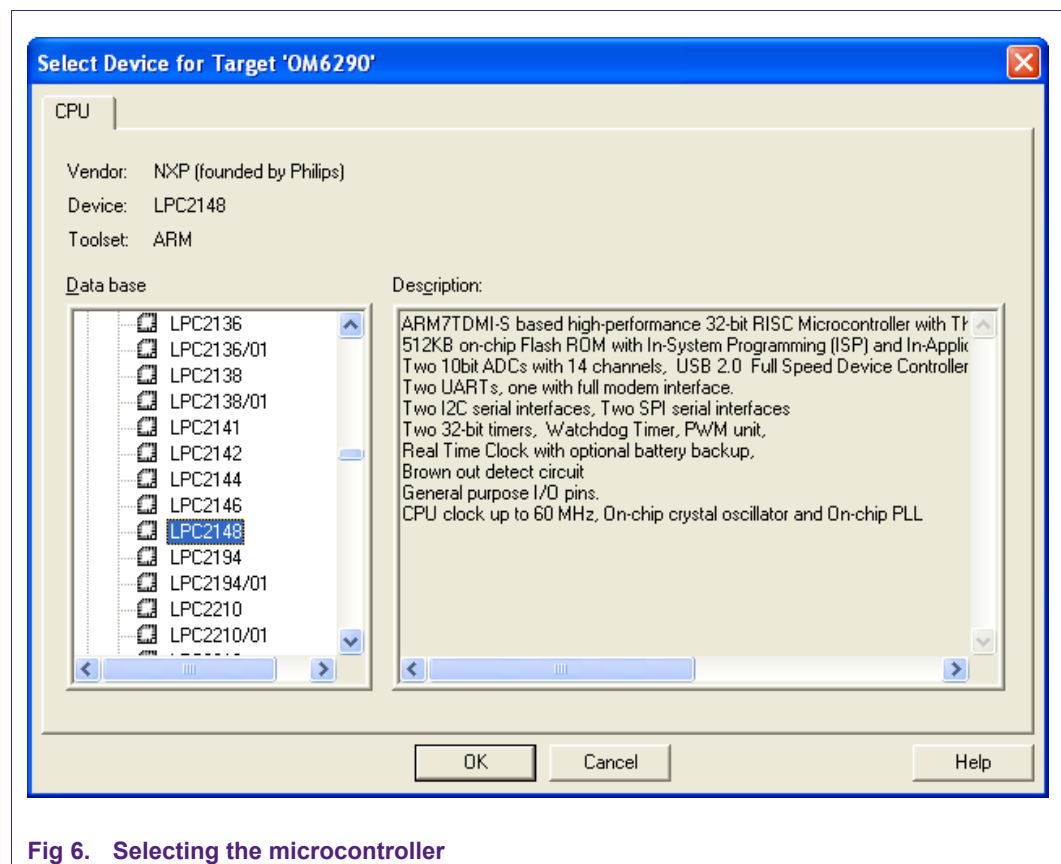 Select Device for Target 'OM6290'
CPU
Vendor: NXP (founded by Philips)
Device: LPC2148
Toolset: ARM
Data base
Description:
LPC2136
LPC2136/01
LPC2138
LPC2138/01
LPC2141
LPC2142
LPC2144
LPC2146
LPC2148
LPC2194
LPC2194/01
LPC2210
LPC2210/01
ARM7TDMI-S based high-performance 32-bit RISC Microcontroller with
512KB on-chip Flash ROM with In-System Programming (ISP) and
Two 10bit ADCs with 14 channels, USB 2.0 Full Speed Device Controller
Two UARTs, one with full modem interface.
Two I2C serial interfaces, Two SPI serial interfaces
Two 32-bit timers, Watchdog Timer, PWM unit,
Real Time Clock with optional battery backup,
Brown out detect circuit
General purpose I/O pins.
CPU clock up to 60 MHz, On-chip crystal oscillator and On-chip PLL
OK
Cancel
Help
Fig 6. Selecting the microcontroller